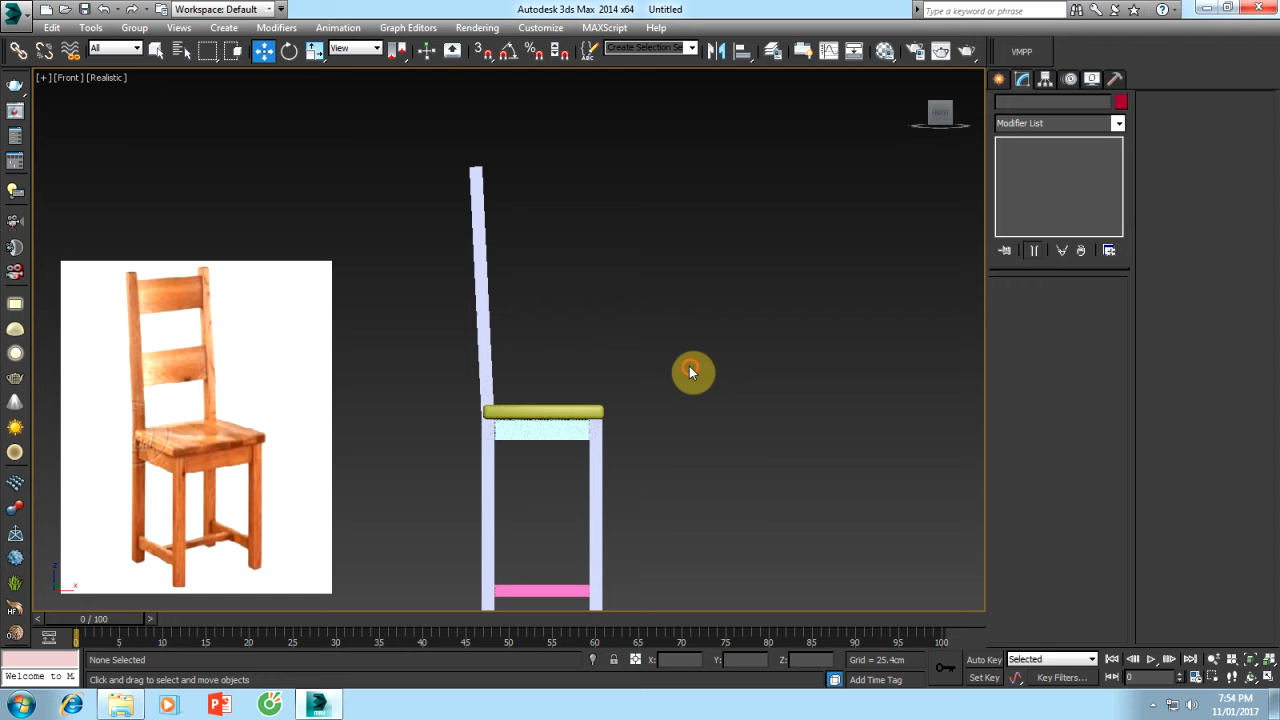 Workspace: Default
Autodesk 3ds Max 2014 x64 Untitled
Type a keyword or phrase
Edit Tools Group Views Create Modifiers Animation Graph Editors Rendering Customize MAXScript Help
All View Create Selection Se VMPP
[+] [Front] [Realistic]
FRONT
Modifier List
z
x
0 / 100
0 5 10 15 20 25 30 35 40 45 50 55 60 65 70 75 80 85 90 95 100
None Selected X: Y: Z: Grid = 25.4cm Auto Key Selected
Welcome to M Click and drag to select and move objects Add Time Tag Set Key Key Filters... 0
7:54 PM
11/01/2017